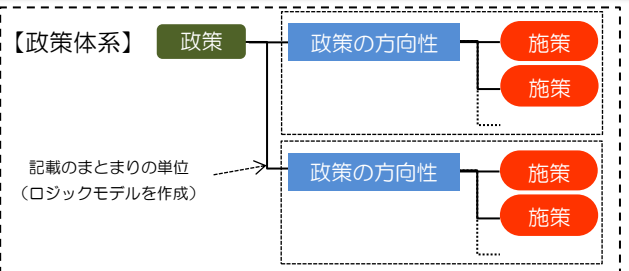 【政策体系】
政策
政策の方向性
施策
施策
記載のまとまりの単位
（ロジックモデルを作成）
政策の方向性
施策
施策